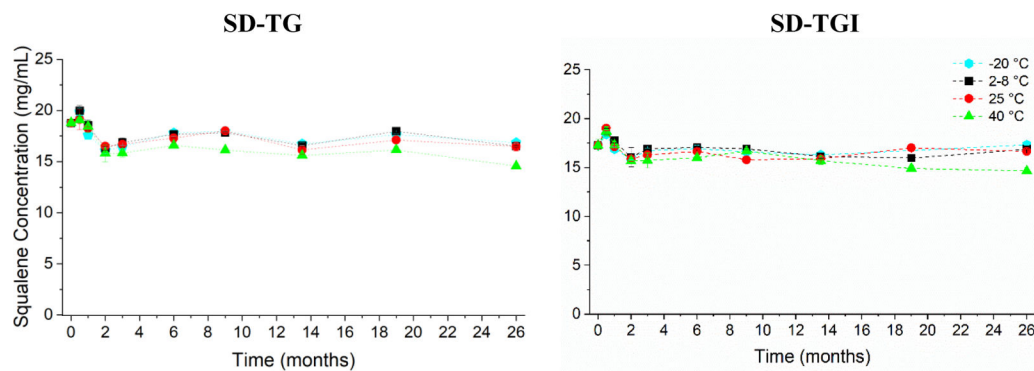 SD-TG
SD-TGI
Squalene Concentration (mg/mL)
25
20
15
10
5
0
0 2 4 6 8 10 12 14 16 18 20 22 24 26
Time (months)
25
20
15
10
5
0
0 2 4 6 8 10 12 14 16 18 20 22 24 26
Time (months)
-20 °C
2-8 °C
25 °C
40 °C